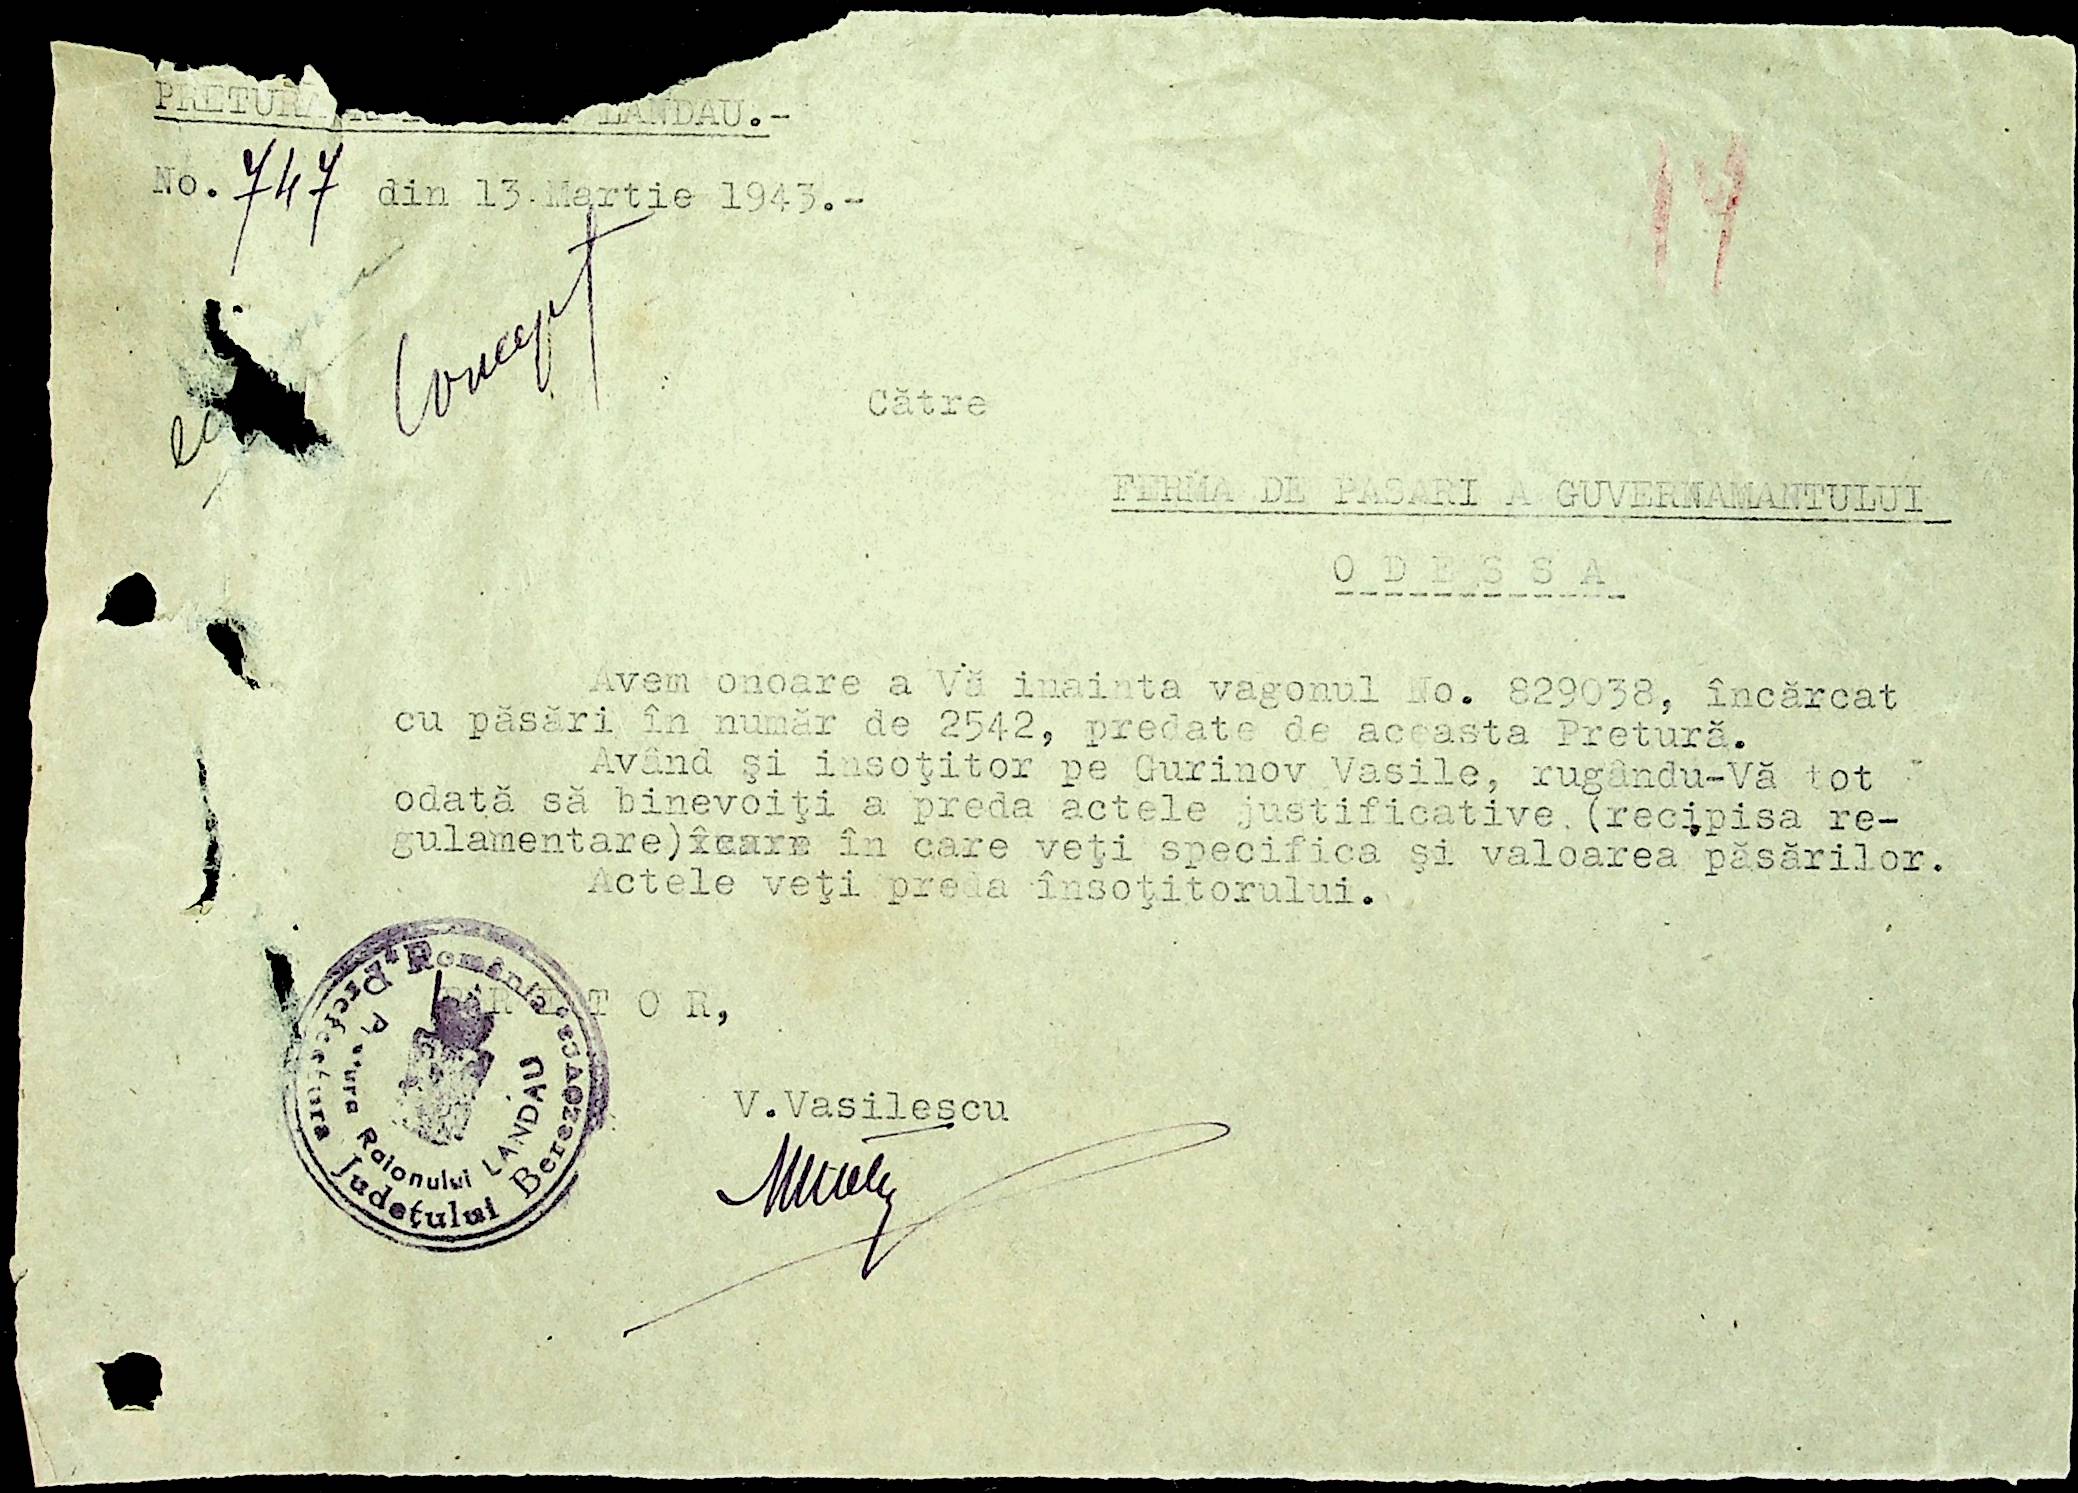 PRETURA LANDAU.-
No. 747 din 13 Martie 1943.-
14
Concept
Către
FERMA DE PASARI A GUVERNAMANTULUI
O D E S S A
Avem onoare a Vă inainta vagonul No. 829038, încărcat
cu păsări în număr de 2542, predate de aceasta Pretură.
Având şi insoţitor pe Gurinov Vasile, rugându-Vă tot
odată să binevoiţi a preda actele justificative (recipisa re-
gulamentare) în care veţi specifica şi valoarea păsărilor.
Actele veţi preda însoţitorului.
P R E T O R,
V.Vasilescu
România
Prefectura Judeţului Berezovca
Pretura Raionului LANDAU